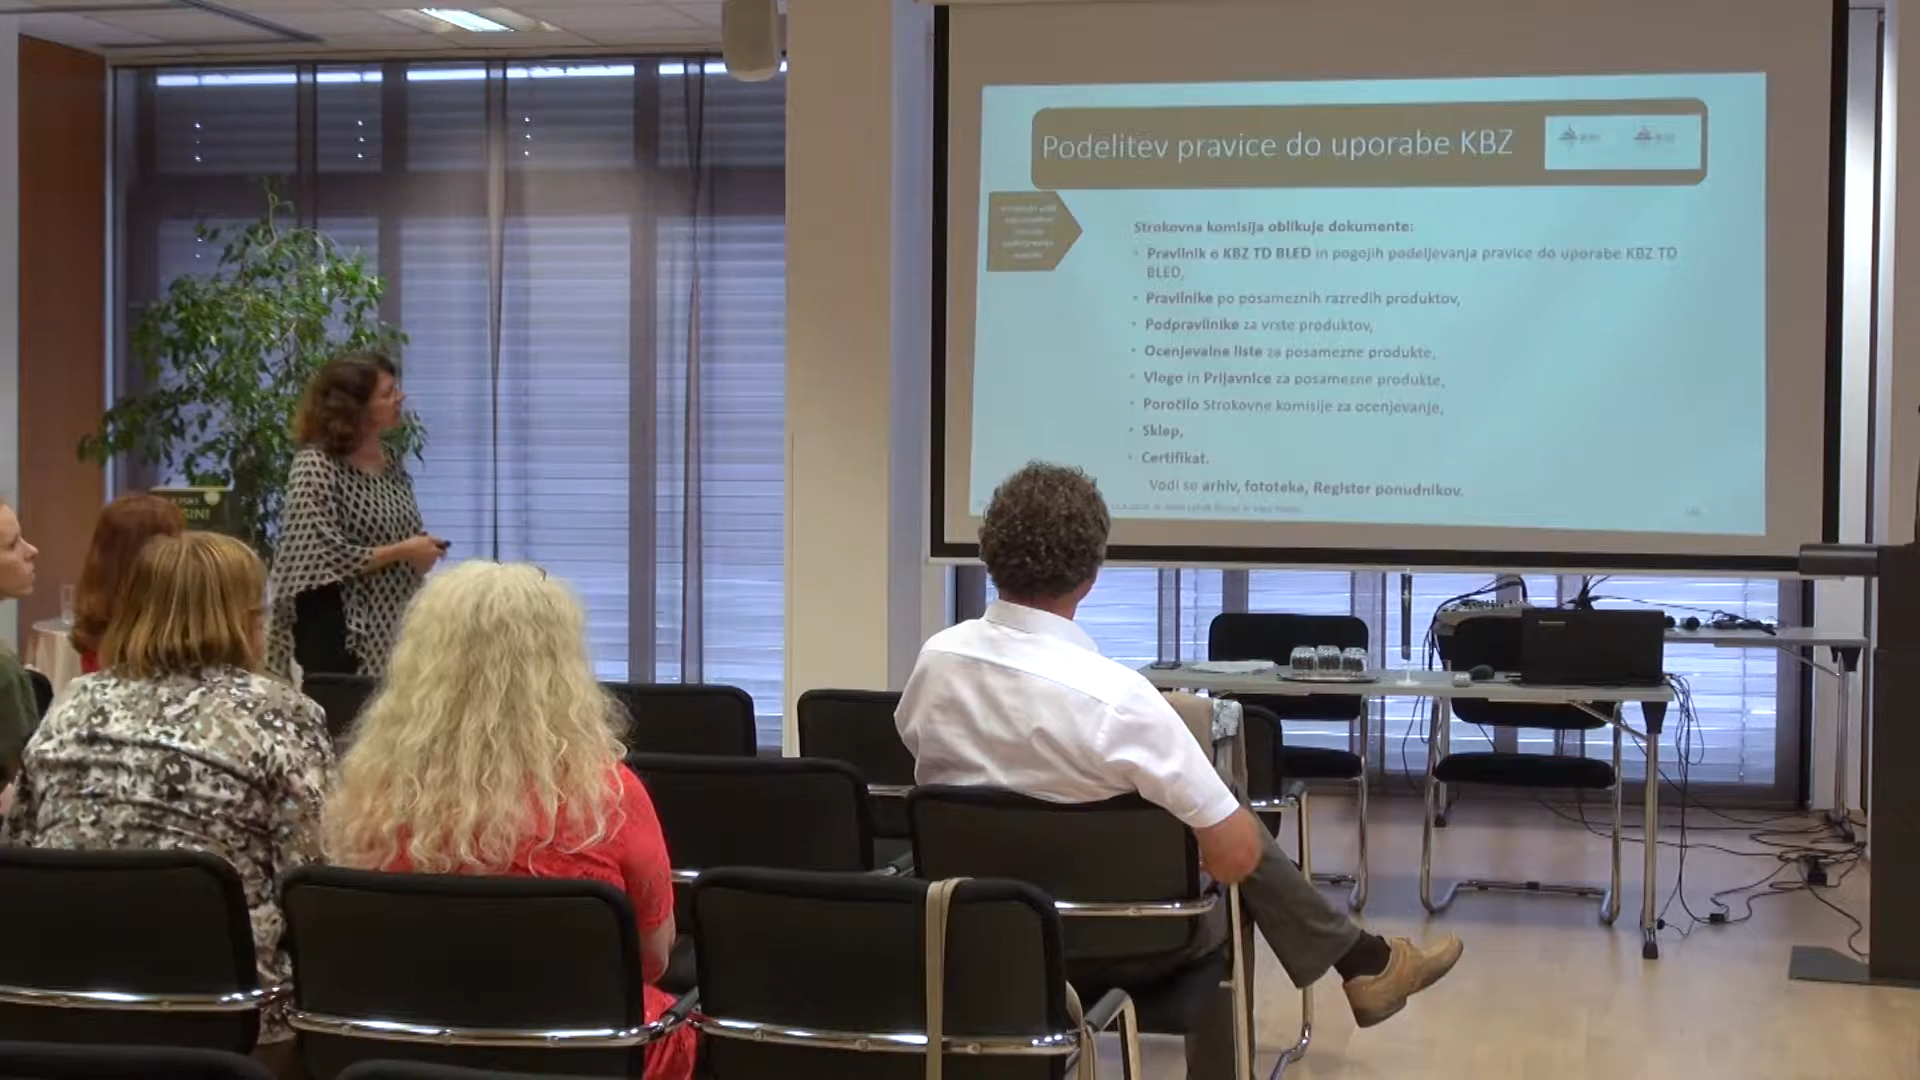 Podelitev pravice do uporabe KBZ
Strokovna komisija oblikuje dokumente:
• Pravilnik o KBZ TD BLED in pogojih podeljevanja pravice do uporabe KBZ TD
BLED,
• Pravilnike po posameznih razredih produktov,
• Podpravilnike za vrste produktov,
• Ocenjevalne liste za posamezne produkte,
• Vlogo in Prijavnice za posamezne produkte,
• Poročilo Strokovne komisije za ocenjevanje,
• Sklep,
• Certifikat.
Vodi se arhiv, fototeka, Register ponudnikov.